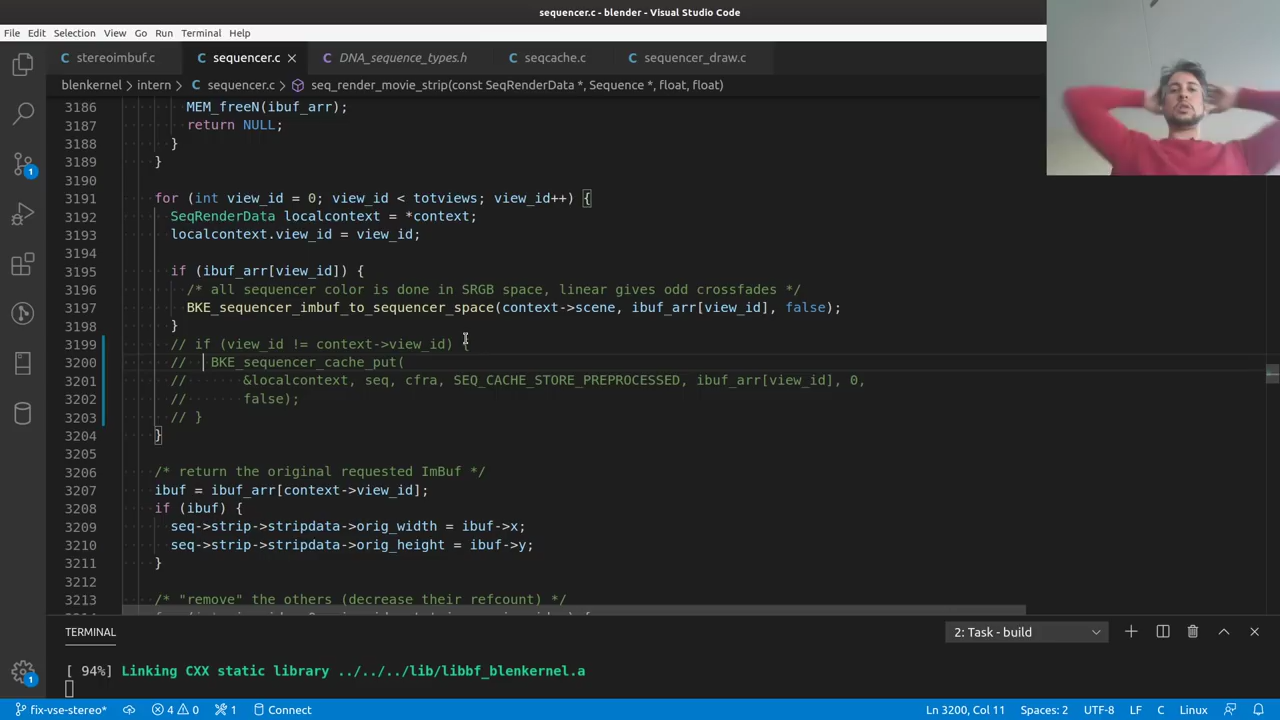 sequencer.c - blender - Visual Studio Code
File Edit Selection View Go Run Terminal Help
stereoimbuf.c sequencer.c DNA_sequence_types.h seqcache.c sequencer_draw.c
blenkernel > intern > sequencer.c > seq_render_movie_strip(const SeqRenderData *, Sequence *, float, float)
3186 MEM_freeN(ibuf_arr);
3187 return NULL;
3188 }
3189 }
3190
3191 for (int view_id = 0; view_id < totviews; view_id++) {
3192 SeqRenderData localcontext = *context;
3193 localcontext.view_id = view_id;
3194
3195 if (ibuf_arr[view_id]) {
3196 /* all sequencer color is done in SRGB space, linear gives odd crossfades */
3197 BKE_sequencer_imbuf_to_sequencer_space(context->scene, ibuf_arr[view_id], false);
3198 }
3199 // if (view_id != context->view_id) {
3200 // BKE_sequencer_cache_put(
3201 // &localcontext, seq, cfra, SEQ_CACHE_STORE_PREPROCESSED, ibuf_arr[view_id], 0,
3202 // false);
3203 // }
3204 }
3205
3206 /* return the original requested ImBuf */
3207 ibuf = ibuf_arr[context->view_id];
3208 if (ibuf) {
3209 seq->strip->stripdata->orig_width = ibuf->x;
3210 seq->strip->stripdata->orig_height = ibuf->y;
3211 }
3212
3213 /* "remove" the others (decrease their refcount) */
TERMINAL
2: Task - build
[ 94%] Linking CXX static library ../../../lib/libbf_blenkernel.a
fix-vse-stereo* 4 0 1 Connect Ln 3200, Col 11 Spaces: 2 UTF-8 LF C Linux